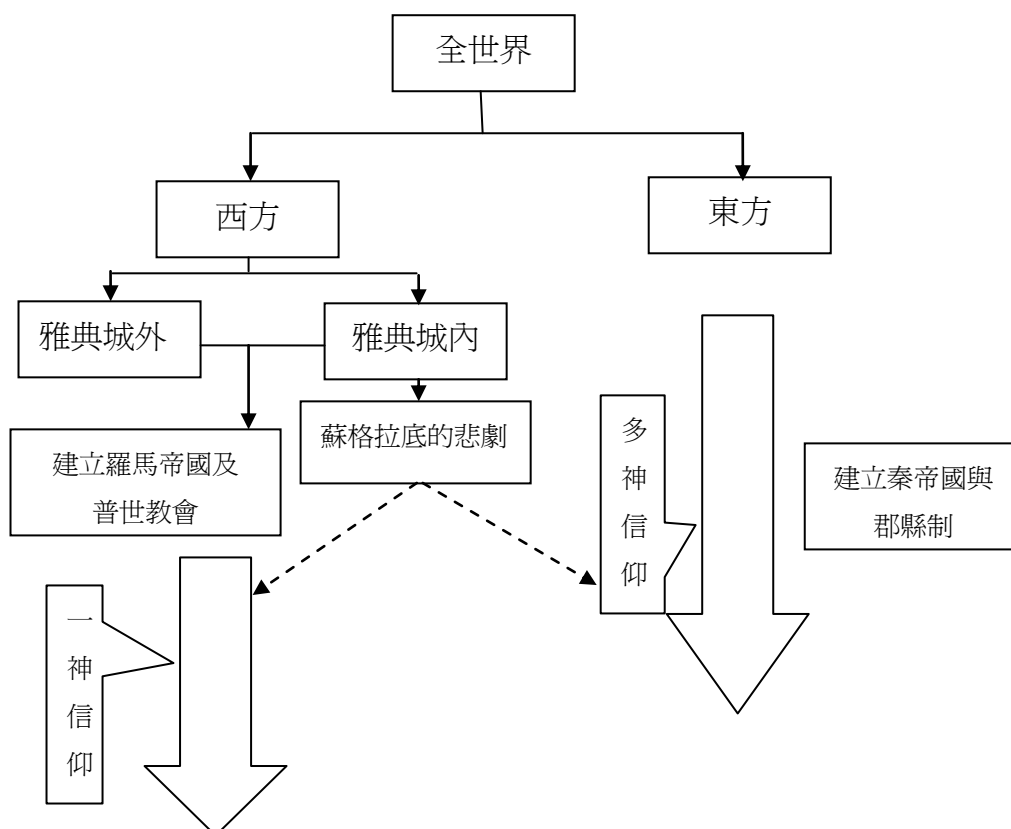 全世界
西方
東方
雅典城外
雅典城內
蘇格拉底的悲劇
建立羅馬帝國及
普世教會
多神信仰
建立秦帝國與
郡縣制
一神信仰